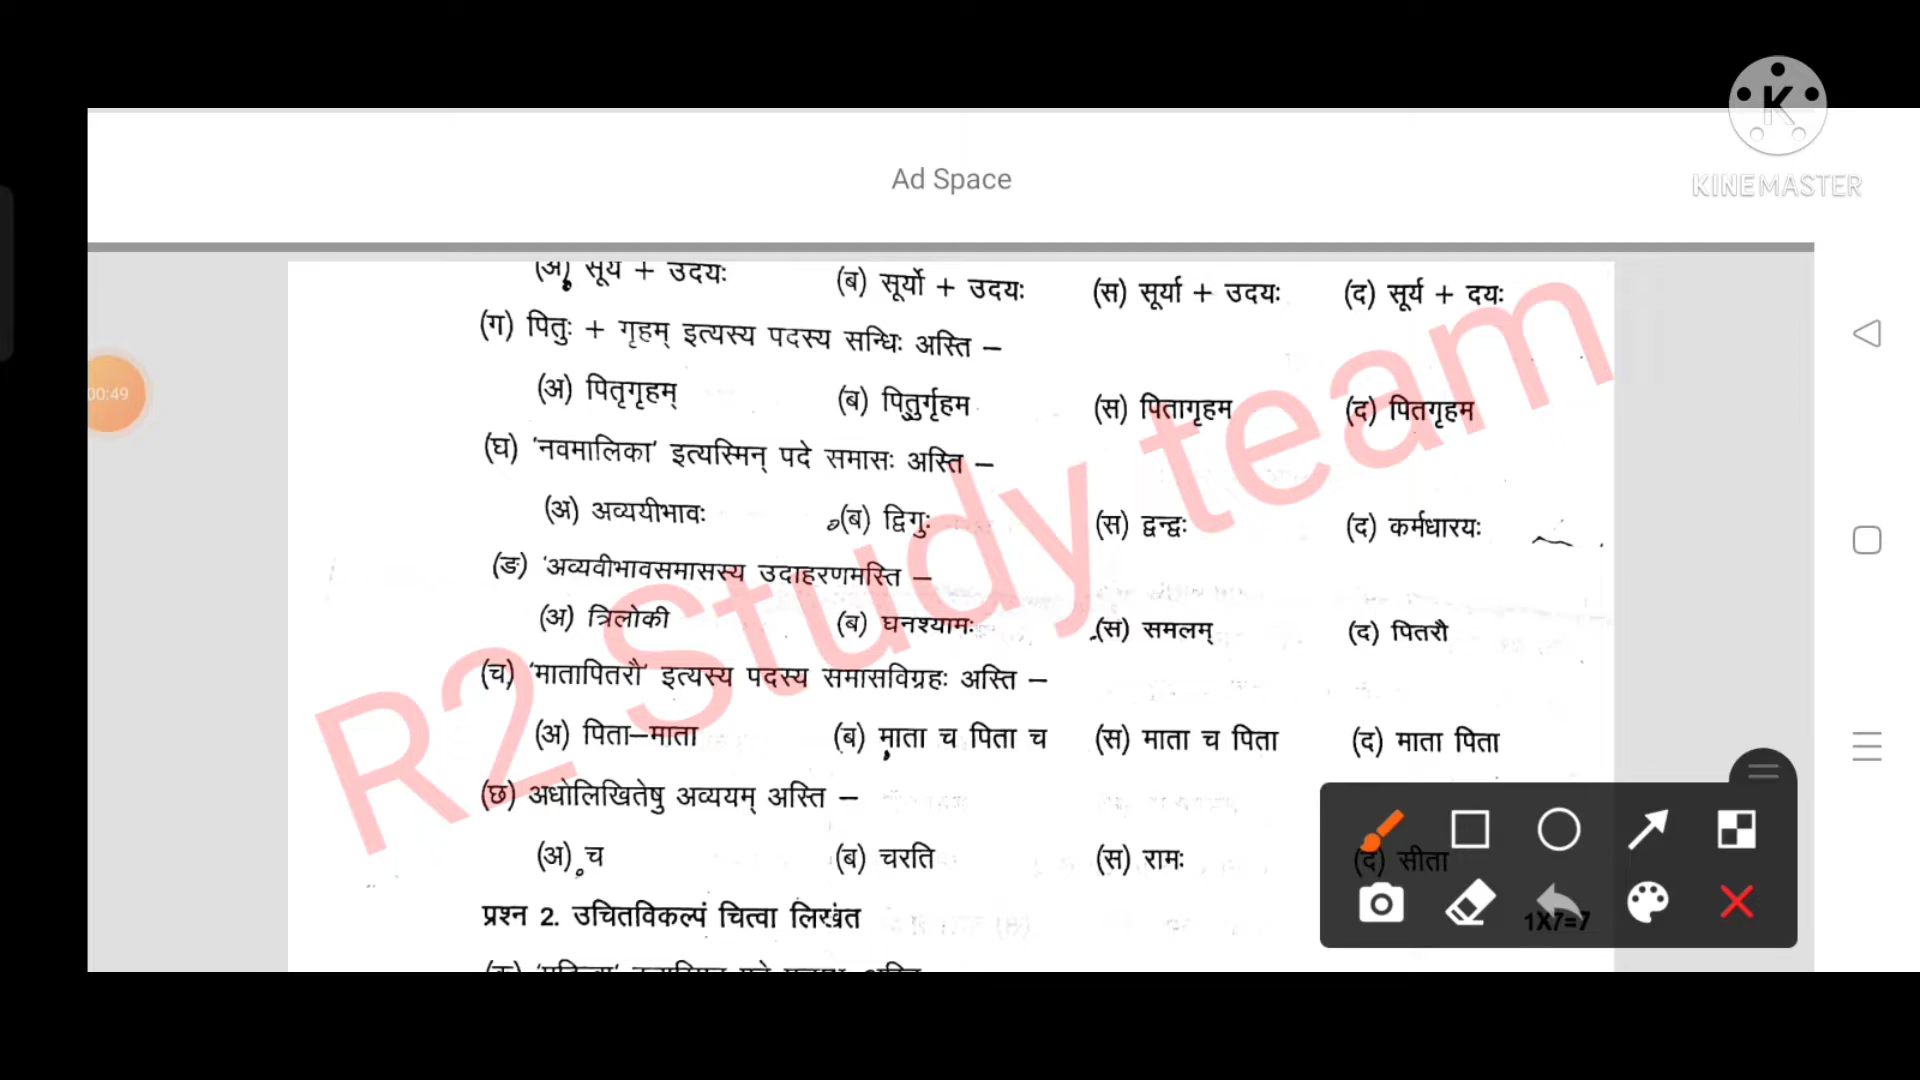 K
KINEMASTER
Ad Space
(अ) सूर्य + उदयः (ब) सूर्यो + उदयः (स) सूर्या + उदयः (द) सूर्य + दयः
(ग) पितुः + गृहम् इत्यस्य पदस्य सन्धिः अस्ति –
00:49
(अ) पितृगृहम् (ब) पितुर्गृहम (स) पितागृहम (द) पितगृहम
(घ) 'नवमालिका' इत्यस्मिन् पदे समासः अस्ति –
(अ) अव्ययीभावः (ब) द्विगुः (स) द्वन्द्वः (द) कर्मधारयः
(ङ) 'अव्यवीभावसमासस्य उदाहरणमस्ति –
(अ) त्रिलोकी (ब) घनश्यामः (स) समलम् (द) पितरौ
(च) 'मातापितरौ' इत्यस्य पदस्य समासविग्रहः अस्ति –
(अ) पिता–माता (ब) माता च पिता च (स) माता च पिता (द) माता पिता
(छ) अधोलिखितेषु अव्ययम् अस्ति –
(अ) च (ब) चरति (स) रामः (द) सीता
प्रश्न 2. उचितविकल्पं चित्वा लिखंत 1X7=7
R2 Study team